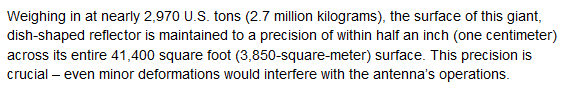 Weighing in at nearly 2,970 U.S. tons (2.7 million kilograms), the surface of this giant,
dish-shaped reflector is maintained to a precision of within half an inch (one centimeter)
across its entire 41,400 square foot (3,850-square-meter) surface. This precision is
crucial – even minor deformations would interfere with the antenna's operations.